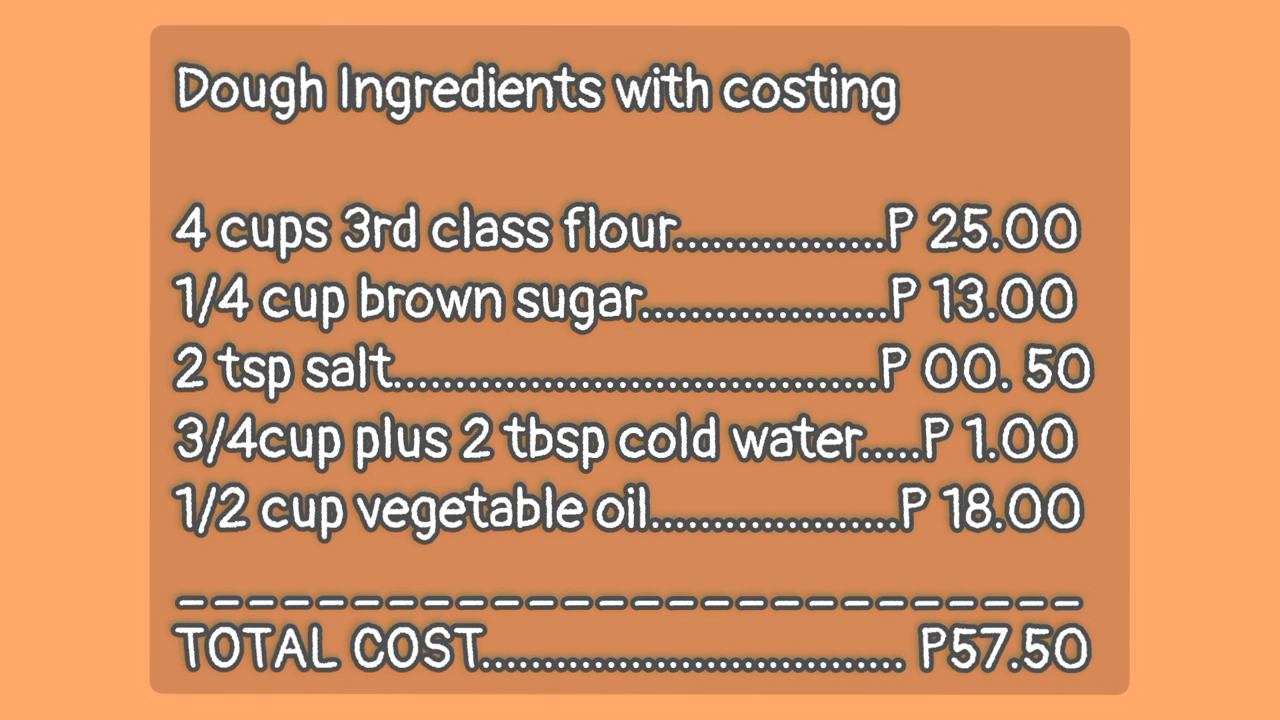 Dough Ingredients with costing
4 cups 3rd class flour.................P 25.00
1/4 cup brown sugar....................P 13.00
2 tsp salt.......................................P 00. 50
3/4cup plus 2 tbsp cold water.....P 1.00
1/2 cup vegetable oil....................P 18.00
___________________________
TOTAL COST.................................. P57.50